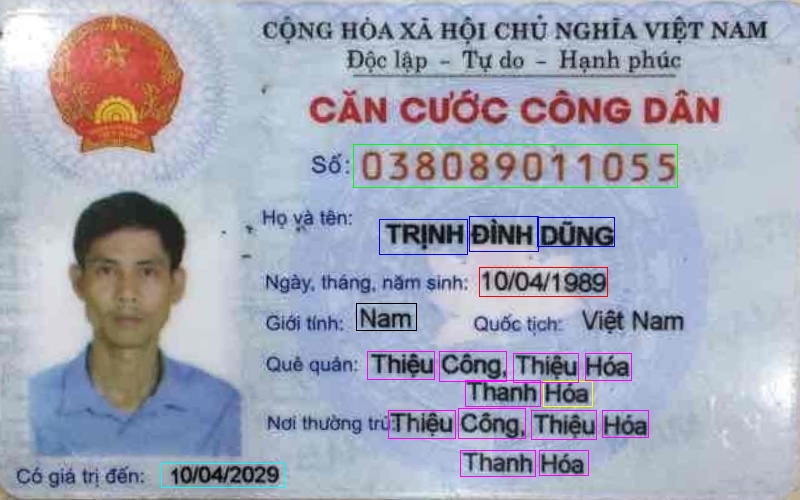 CỘNG HÒA XÃ HỘI CHỦ NGHĨA VIỆT NAM
Độc lập - Tự do - Hạnh phúc
CĂN CƯỚC CÔNG DÂN
Số: 038089011055
Họ và tên: TRỊNH ĐÌNH DŨNG
Ngày, tháng, năm sinh: 10/04/1989
Giới tính: Nam Quốc tịch: Việt Nam
Quê quán: Thiệu Công, Thiệu Hóa
Thanh Hóa
Nơi thường trú: Thiệu Công, Thiệu Hóa
Thanh Hóa
Có giá trị đến: 10/04/2029